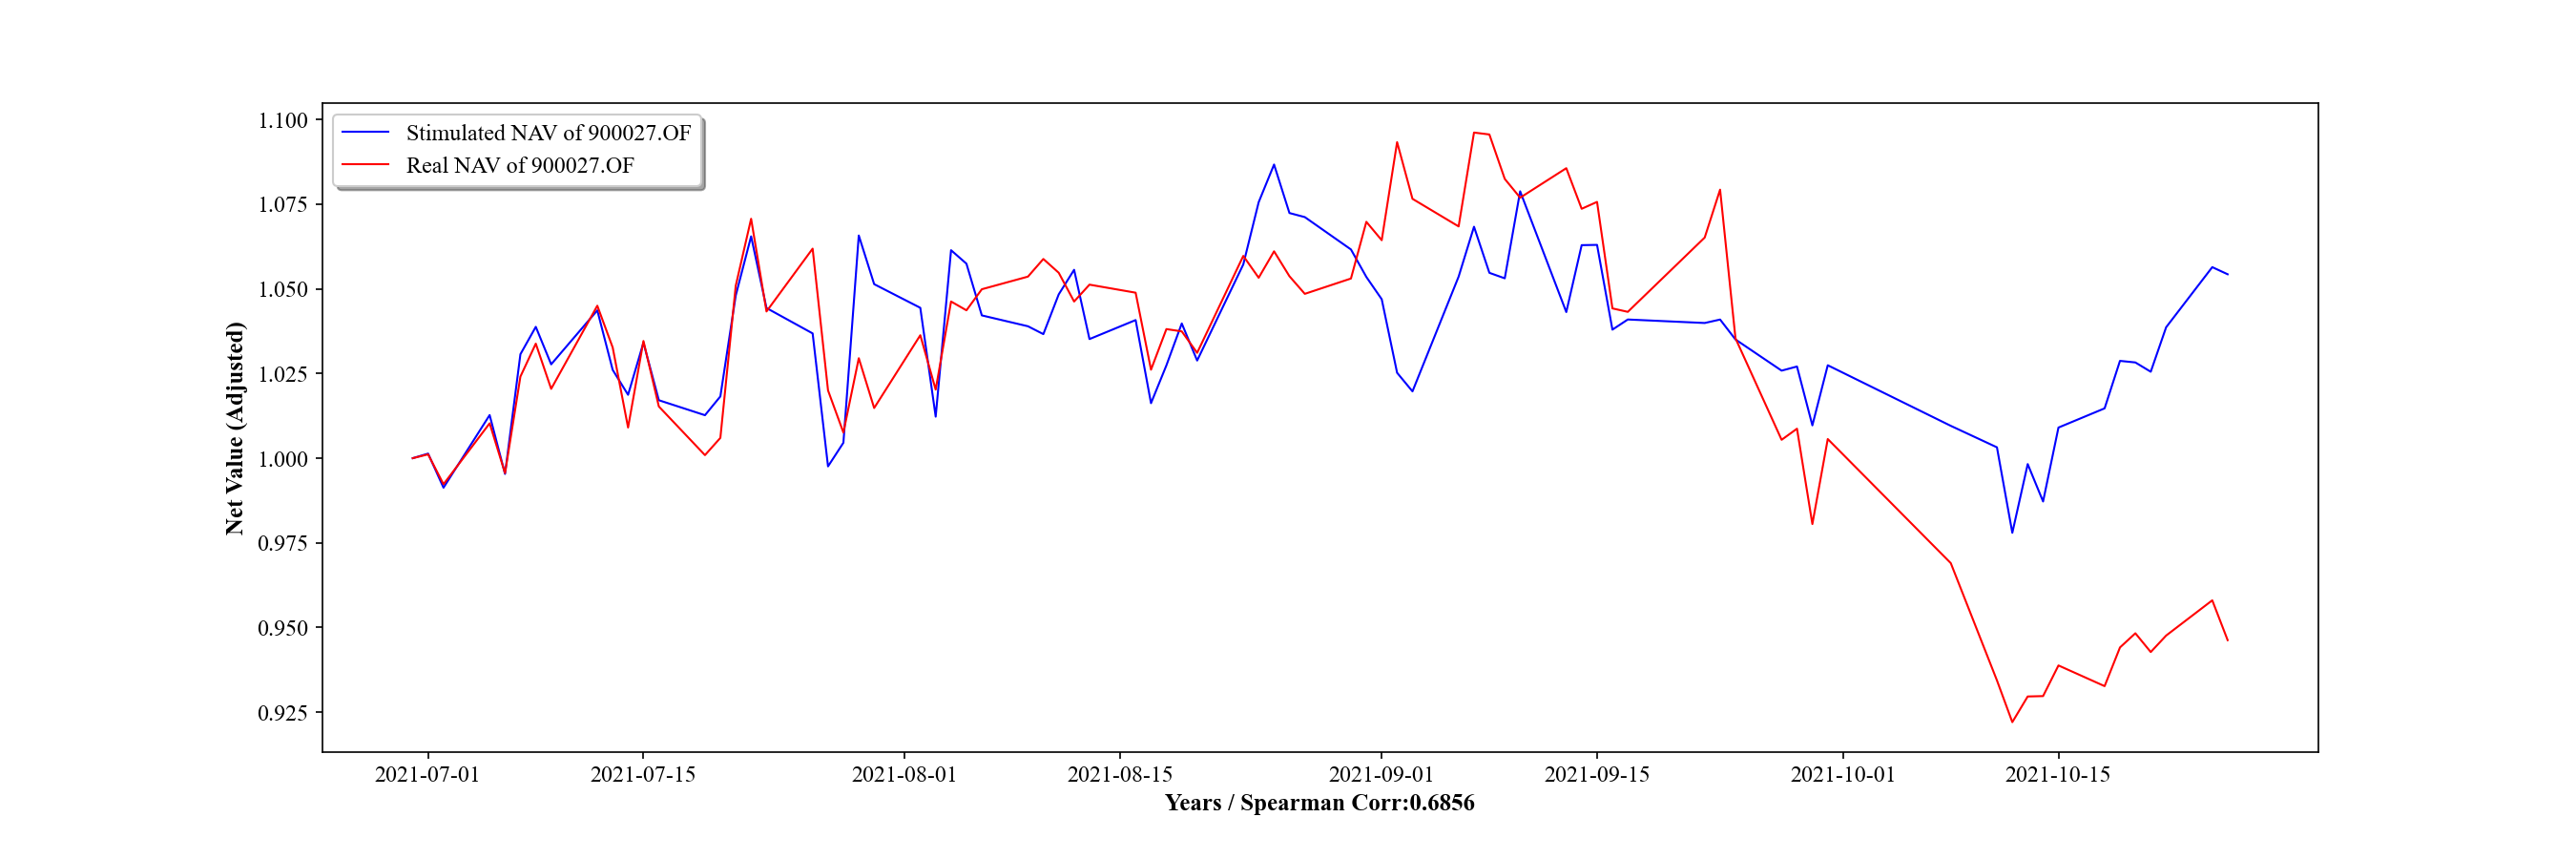 Stimulated NAV of 900027.OF
Real NAV of 900027.OF
1.100
1.075
1.050
1.025
1.000
0.975
0.950
0.925
Net Value (Adjusted)
2021-07-01 2021-07-15 2021-08-01 2021-08-15 2021-09-01 2021-09-15 2021-10-01 2021-10-15
Years / Spearman Corr:0.6856